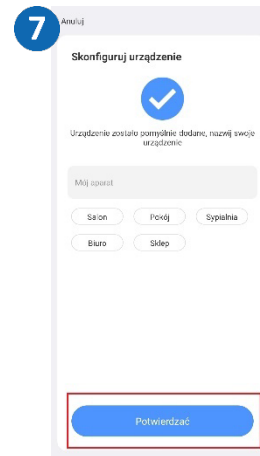 7
Anuluj
Skonfiguruj urządzenie
Urządzenie zostało pomyślnie dodane, nazwij swoje
urządzenie
Mój aparat
Salon Pokój Sypialnia
Biuro Sklep
Potwierdzać